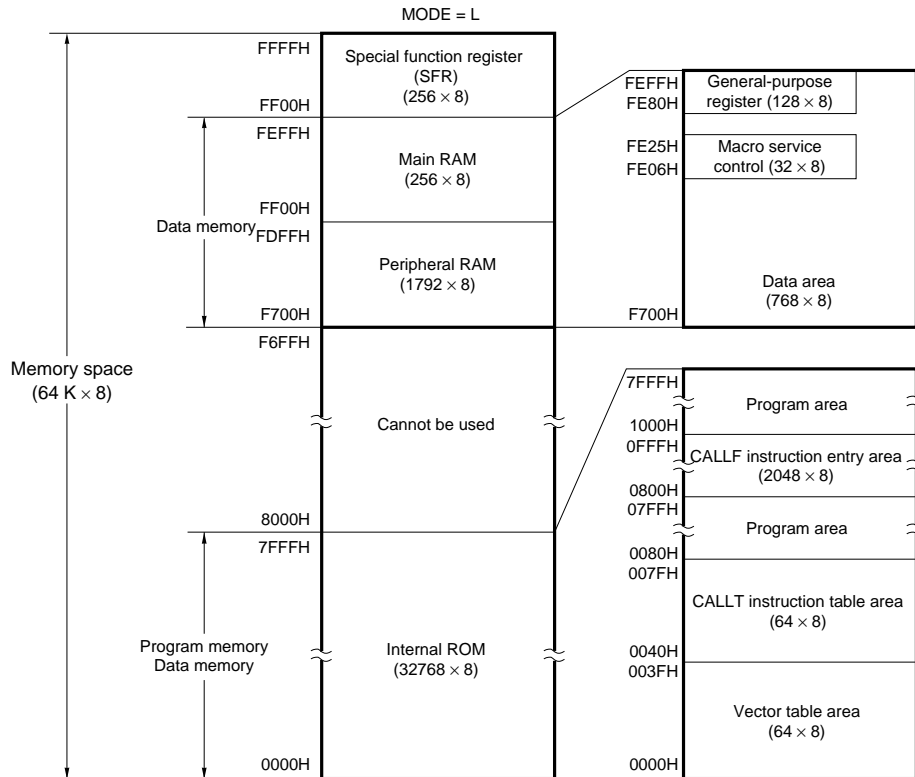 MODE = L
FFFFH
Special function register
(SFR)
(256 × 8)
FF00H
FEFFH
Main RAM
(256 × 8)
FF00H
FDFFH
Peripheral RAM
(1792 × 8)
F700H
F6FFH
Cannot be used
8000H
7FFFH
Internal ROM
(32768 × 8)
0000H
Memory space
(64 K × 8)
Data memory
Program memory
Data memory
FEFFH
FE80H
General-purpose
register (128 × 8)
FE25H
FE06H
Macro service
control (32 × 8)
Data area
(768 × 8)
F700H
7FFFH
Program area
1000H
0FFFH
CALLF instruction entry area
(2048 × 8)
0800H
07FFH
Program area
0080H
007FH
CALLT instruction table area
(64 × 8)
0040H
003FH
Vector table area
(64 × 8)
0000H